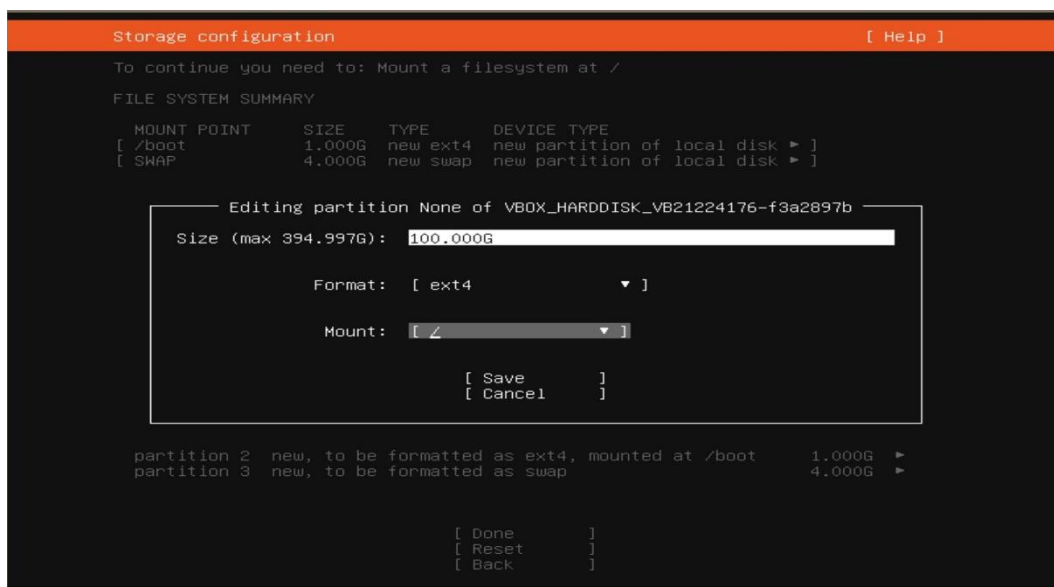 Storage configuration [ Help ]
To continue you need to: Mount a filesystem at /
FILE SYSTEM SUMMARY
MOUNT POINT SIZE TYPE DEVICE TYPE
[ /boot 1.000G new ext4 new partition of local disk ► ]
[ SWAP 4.000G new swap new partition of local disk ► ]
Editing partition None of VBOX_HARDDISK_VB21224176-f3a2897b
Size (max 394.997G): 100.000G
Format: [ ext4 ▾ ]
Mount: [ / ▾ ]
[ Save ]
[ Cancel ]
partition 2 new, to be formatted as ext4, mounted at /boot 1.000G ►
partition 3 new, to be formatted as swap 4.000G ►
[ Done ]
[ Reset ]
[ Back ]